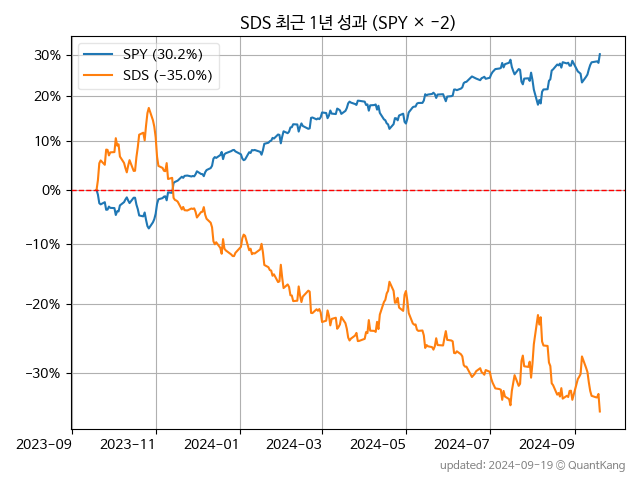 SDS 최근 1년 성과 (SPY × −2)
30%
SPY (30.2%)
SDS (−35.0%)
20%
10%
0%
−10%
−20%
−30%
2023-09 2023-11 2024-01 2024-03 2024-05 2024-07 2024-09
updated: 2024-09-19 © QuantKang